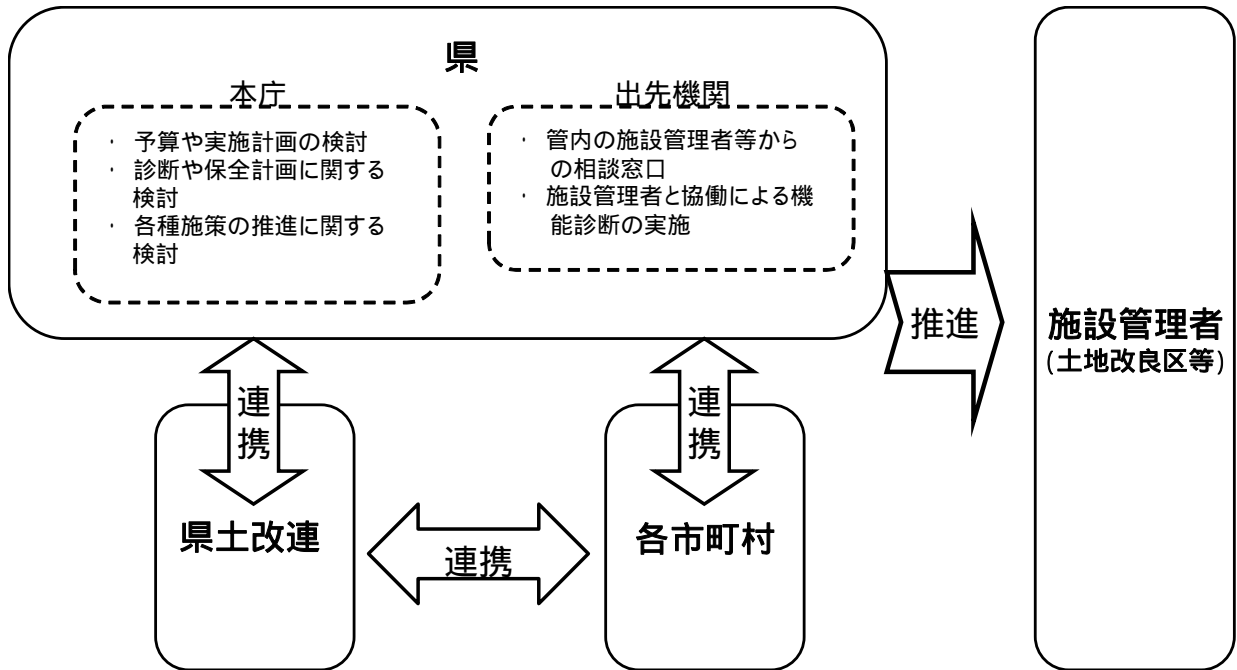 県
本庁
・ 予算や実施計画の検討
・ 診断や保全計画に関する
検討
・ 各種施策の推進に関する
検討
出先機関
・ 管内の施設管理者等から
の相談窓口
・ 施設管理者と協働による機
能診断の実施
推進
施設管理者
(土地改良区等)
連
携
連
携
県土改連
連携
各市町村